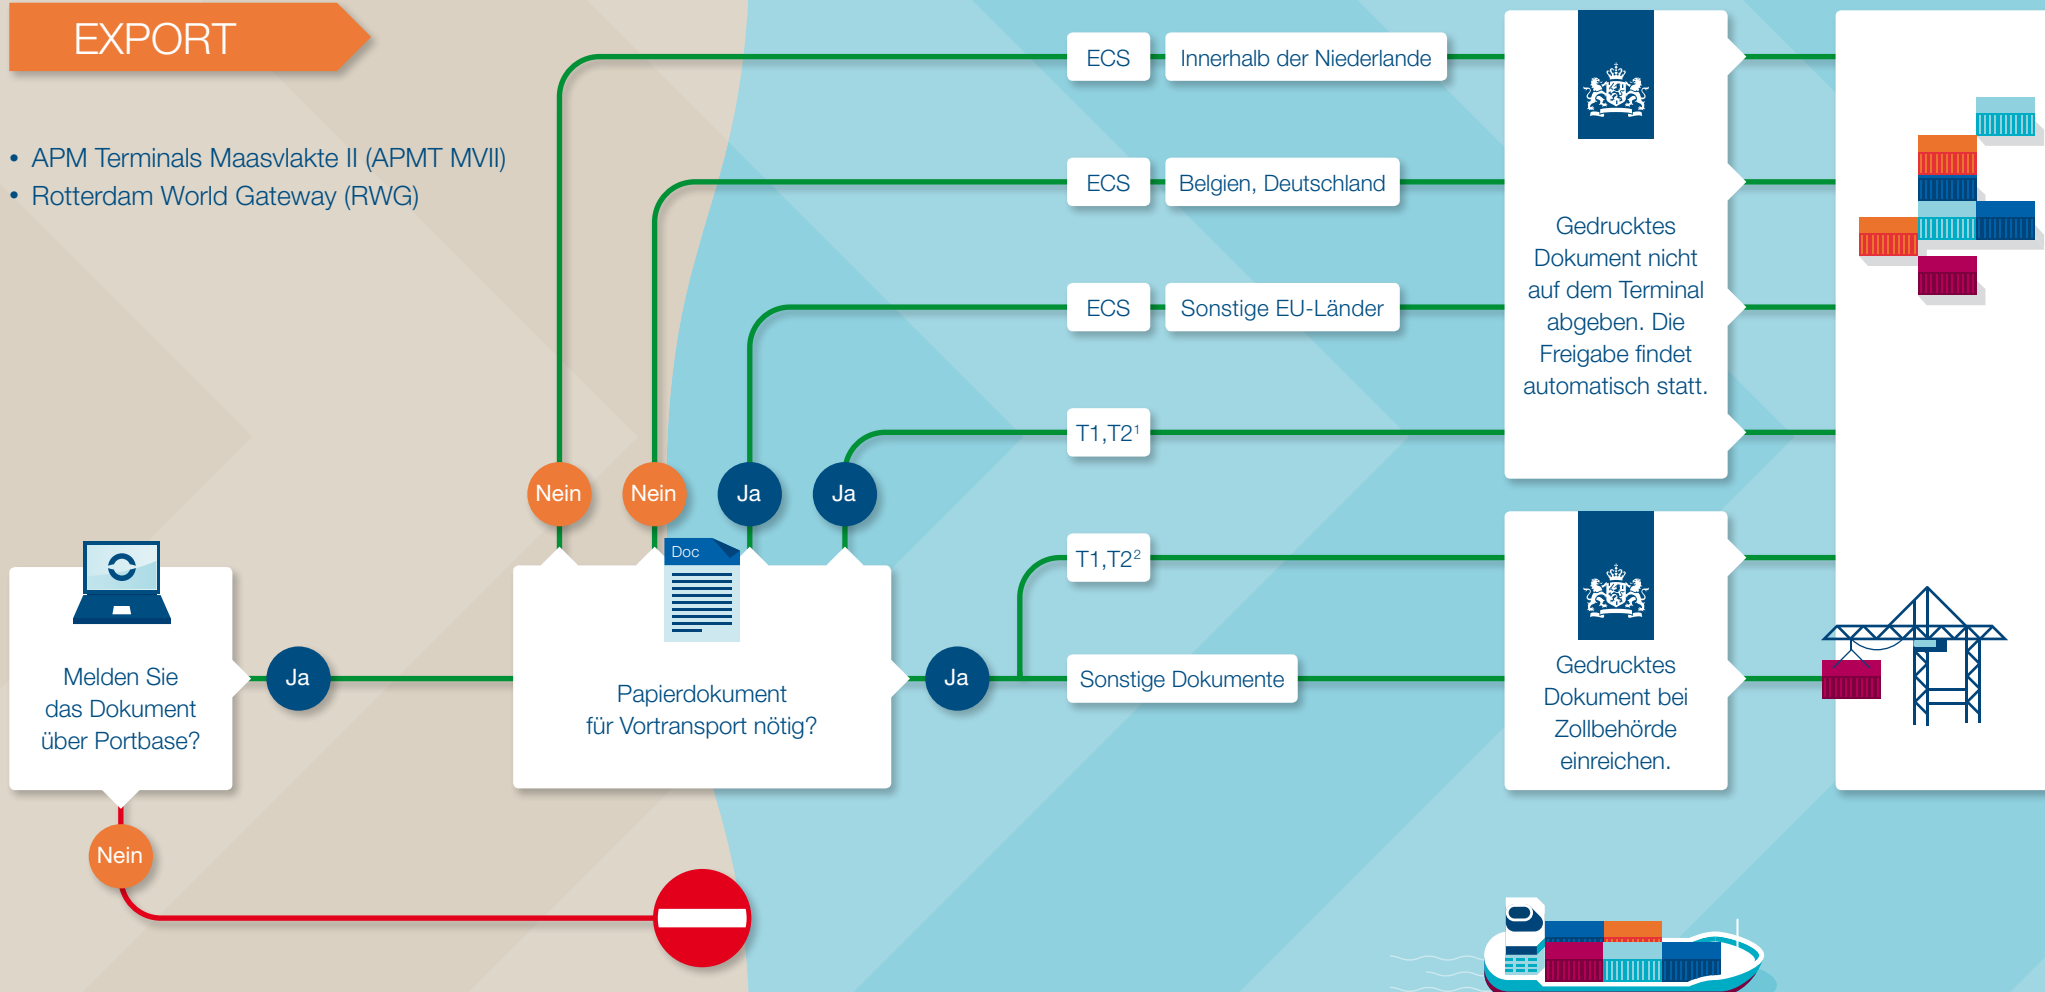 EXPORT
• APM Terminals Maasvlakte II (APMT MVII)
• Rotterdam World Gateway (RWG)
ECS
Innerhalb der Niederlande
ECS
Belgien, Deutschland
ECS
Sonstige EU-Länder
T1,T2¹
T1,T2²
Sonstige Dokumente
Nein
Nein
Ja
Ja
Doc
Papierdokument
für Vortransport nötig?
Ja
Melden Sie
das Dokument
über Portbase?
Ja
Nein
Gedrucktes
Dokument nicht
auf dem Terminal
abgeben. Die
Freigabe findet
automatisch statt.
Gedrucktes
Dokument bei
Zollbehörde
einreichen.